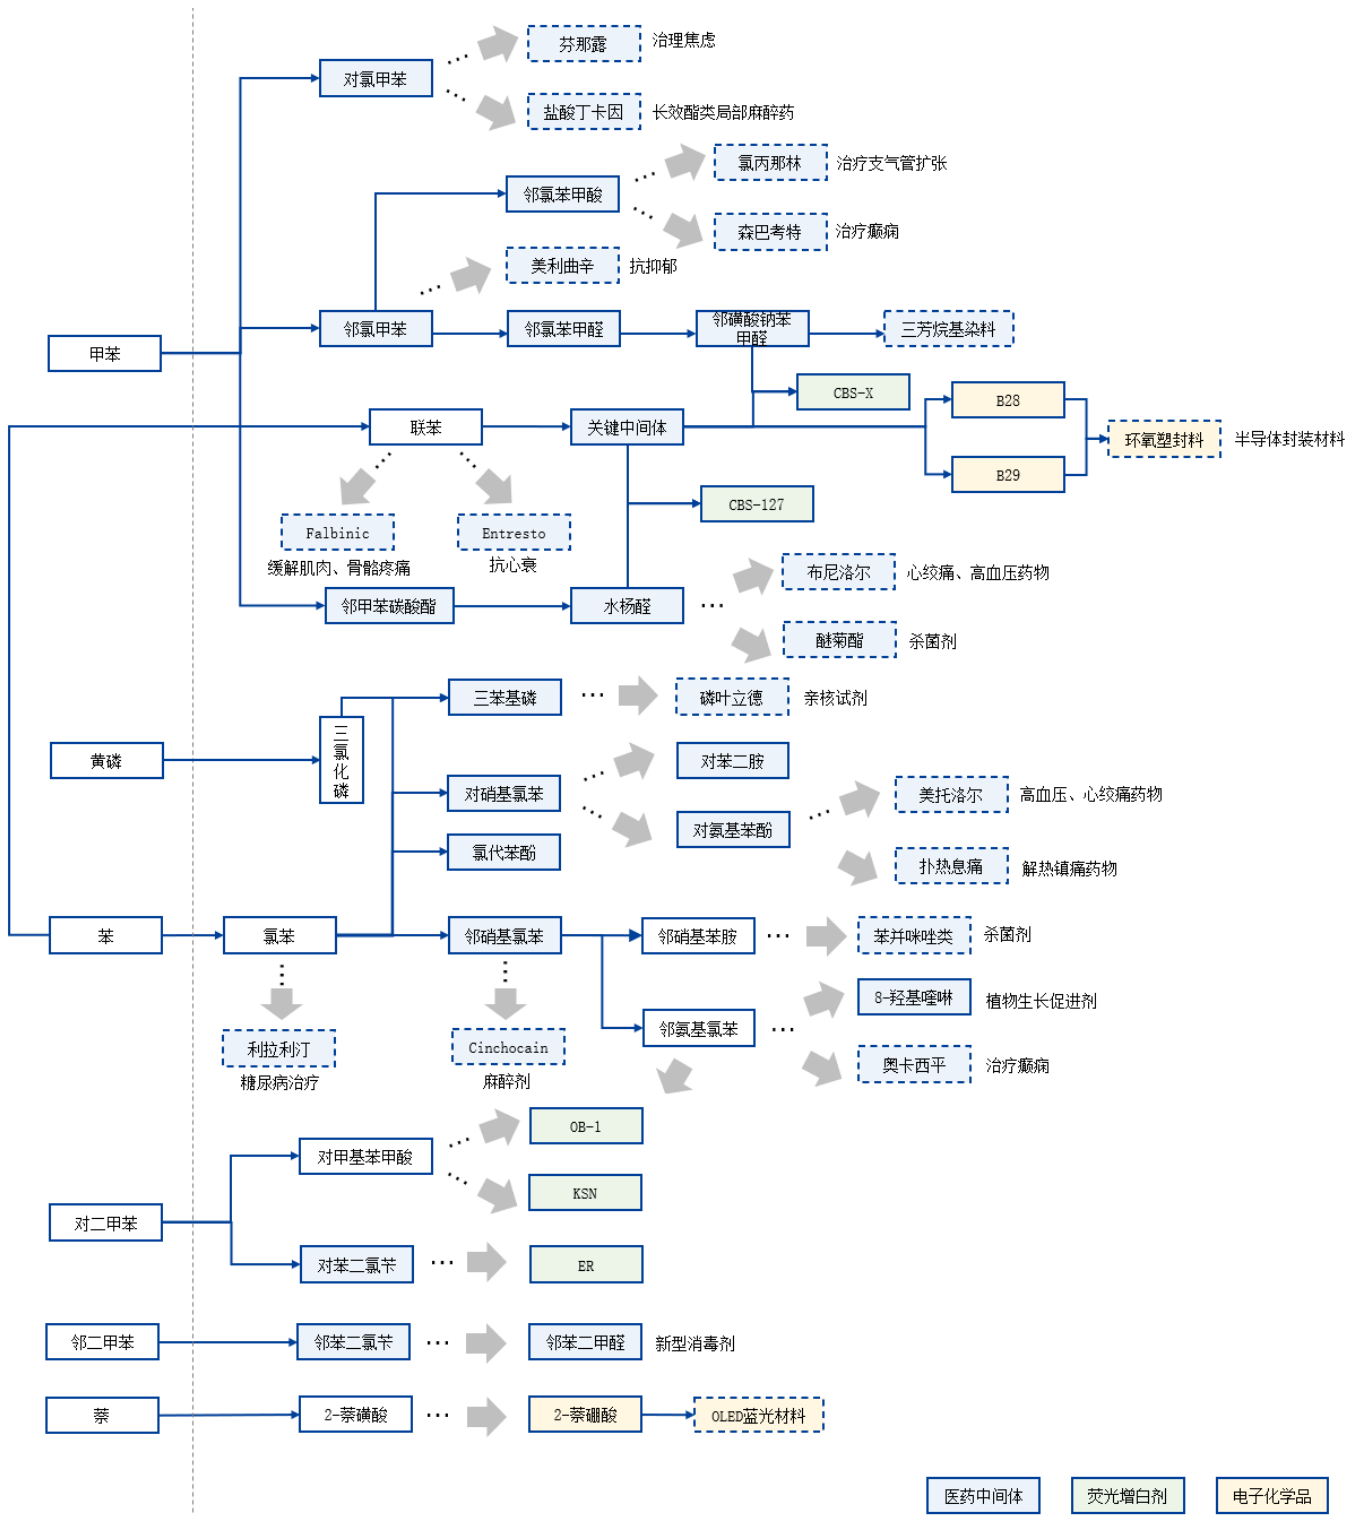 芬那露
治理焦虑
对氯甲苯
盐酸丁卡因
长效酯类局部麻醉药
氯丙那林
治疗支气管扩张
邻氯苯甲酸
森巴考特
治疗癫痫
美利曲辛
抗抑郁
甲苯
邻氯甲苯
邻氯苯甲醛
邻磺酸钠苯
甲醛
三芳烷基染料
CBS-X
B28
联苯
关键中间体
环氧塑封料
半导体封装材料
B29
CBS-127
Falbinic
缓解肌肉、骨骼疼痛
Entresto
抗心衰
布尼洛尔
心绞痛、高血压药物
邻甲苯碳酸酯
水杨醛
醚菊酯
杀菌剂
三苯基磷
磷叶立德
亲核试剂
黄磷
三
氯
化
磷
对苯二胺
对硝基氯苯
对氨基苯酚
美托洛尔
高血压、心绞痛药物
氯代苯酚
扑热息痛
解热镇痛药物
苯
氯苯
邻硝基氯苯
邻硝基苯胺
苯并咪唑类
杀菌剂
8-羟基喹啉
植物生长促进剂
邻氨基氯苯
利拉利汀
糖尿病治疗
Cinchocain
麻醉剂
奥卡西平
治疗癫痫
OB-1
对甲基苯甲酸
KSN
对二甲苯
对苯二氯苄
ER
邻二甲苯
邻苯二氯苄
邻苯二甲醛
新型消毒剂
萘
2-萘磺酸
2-萘硼酸
OLED蓝光材料
医药中间体
荧光增白剂
电子化学品